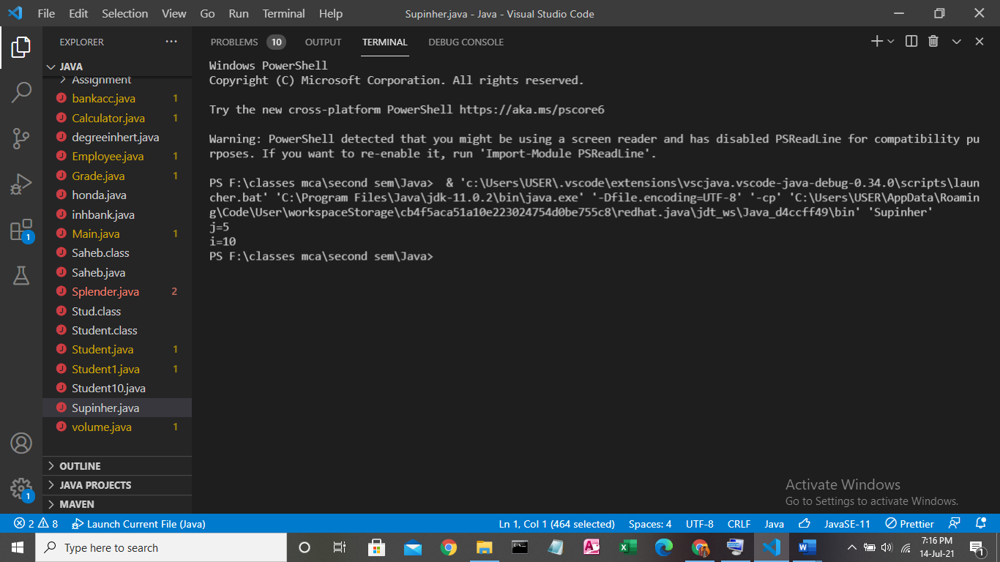 File Edit Selection View Go Run Terminal Help Supinher.java - Java - Visual Studio Code
EXPLORER ...
JAVA
Assignment
bankacc.java 1
Calculator.java 1
degreeinhert.java
Employee.java 1
Grade.java 1
honda.java
inhbank.java
Main.java 1
Saheb.class
Saheb.java
Splender.java 2
Stud.class
Student.class
Student.java 1
Student1.java 1
Student10.java
Supinher.java
volume.java 1
OUTLINE
JAVA PROJECTS
MAVEN
1
1
PROBLEMS 10 OUTPUT TERMINAL DEBUG CONSOLE
Windows PowerShell
Copyright (C) Microsoft Corporation. All rights reserved.
Try the new cross-platform PowerShell https://aka.ms/pscore6
Warning: PowerShell detected that you might be using a screen reader and has disabled PSReadLine for compatibility pu
rposes. If you want to re-enable it, run 'Import-Module PSReadLine'.
PS F:\classes mca\second sem\Java>  & 'c:\Users\USER\.vscode\extensions\vscjava.vscode-java-debug-0.34.0\scripts\laun
cher.bat' 'C:\Program Files\Java\jdk-11.0.2\bin\java.exe' '-Dfile.encoding=UTF-8' '-cp' 'C:\Users\USER\AppData\Roamin
g\Code\User\workspaceStorage\cb4f5aca51a10e223024754d0be755c8\redhat.java\jdt_ws\Java_d4ccff49\bin' 'Supinher'
j=5
i=10
PS F:\classes mca\second sem\Java>
Activate Windows
Go to Settings to activate Windows.
2 8 Launch Current File (Java) Ln 1, Col 1 (464 selected) Spaces: 4 UTF-8 CRLF Java JavaSE-11 Prettier
Type here to search
7:16 PM
14-Jul-21
1